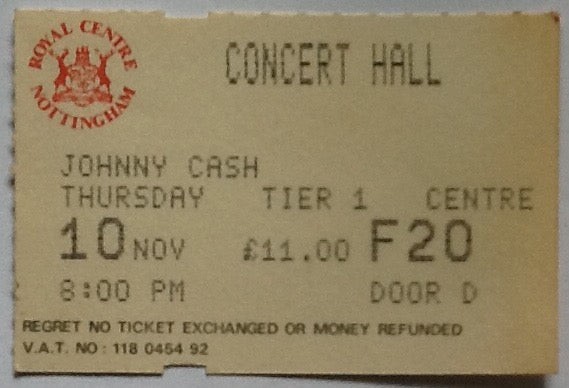 ROYAL CENTRE
NOTTINGHAM
CONCERT HALL
JOHNNY CASH
THURSDAY TIER 1 CENTRE
10 NOV £11.00 F20
8:00 PM DOOR D
REGRET NO TICKET EXCHANGED OR MONEY REFUNDED
V.A.T. NO : 118 0454 92